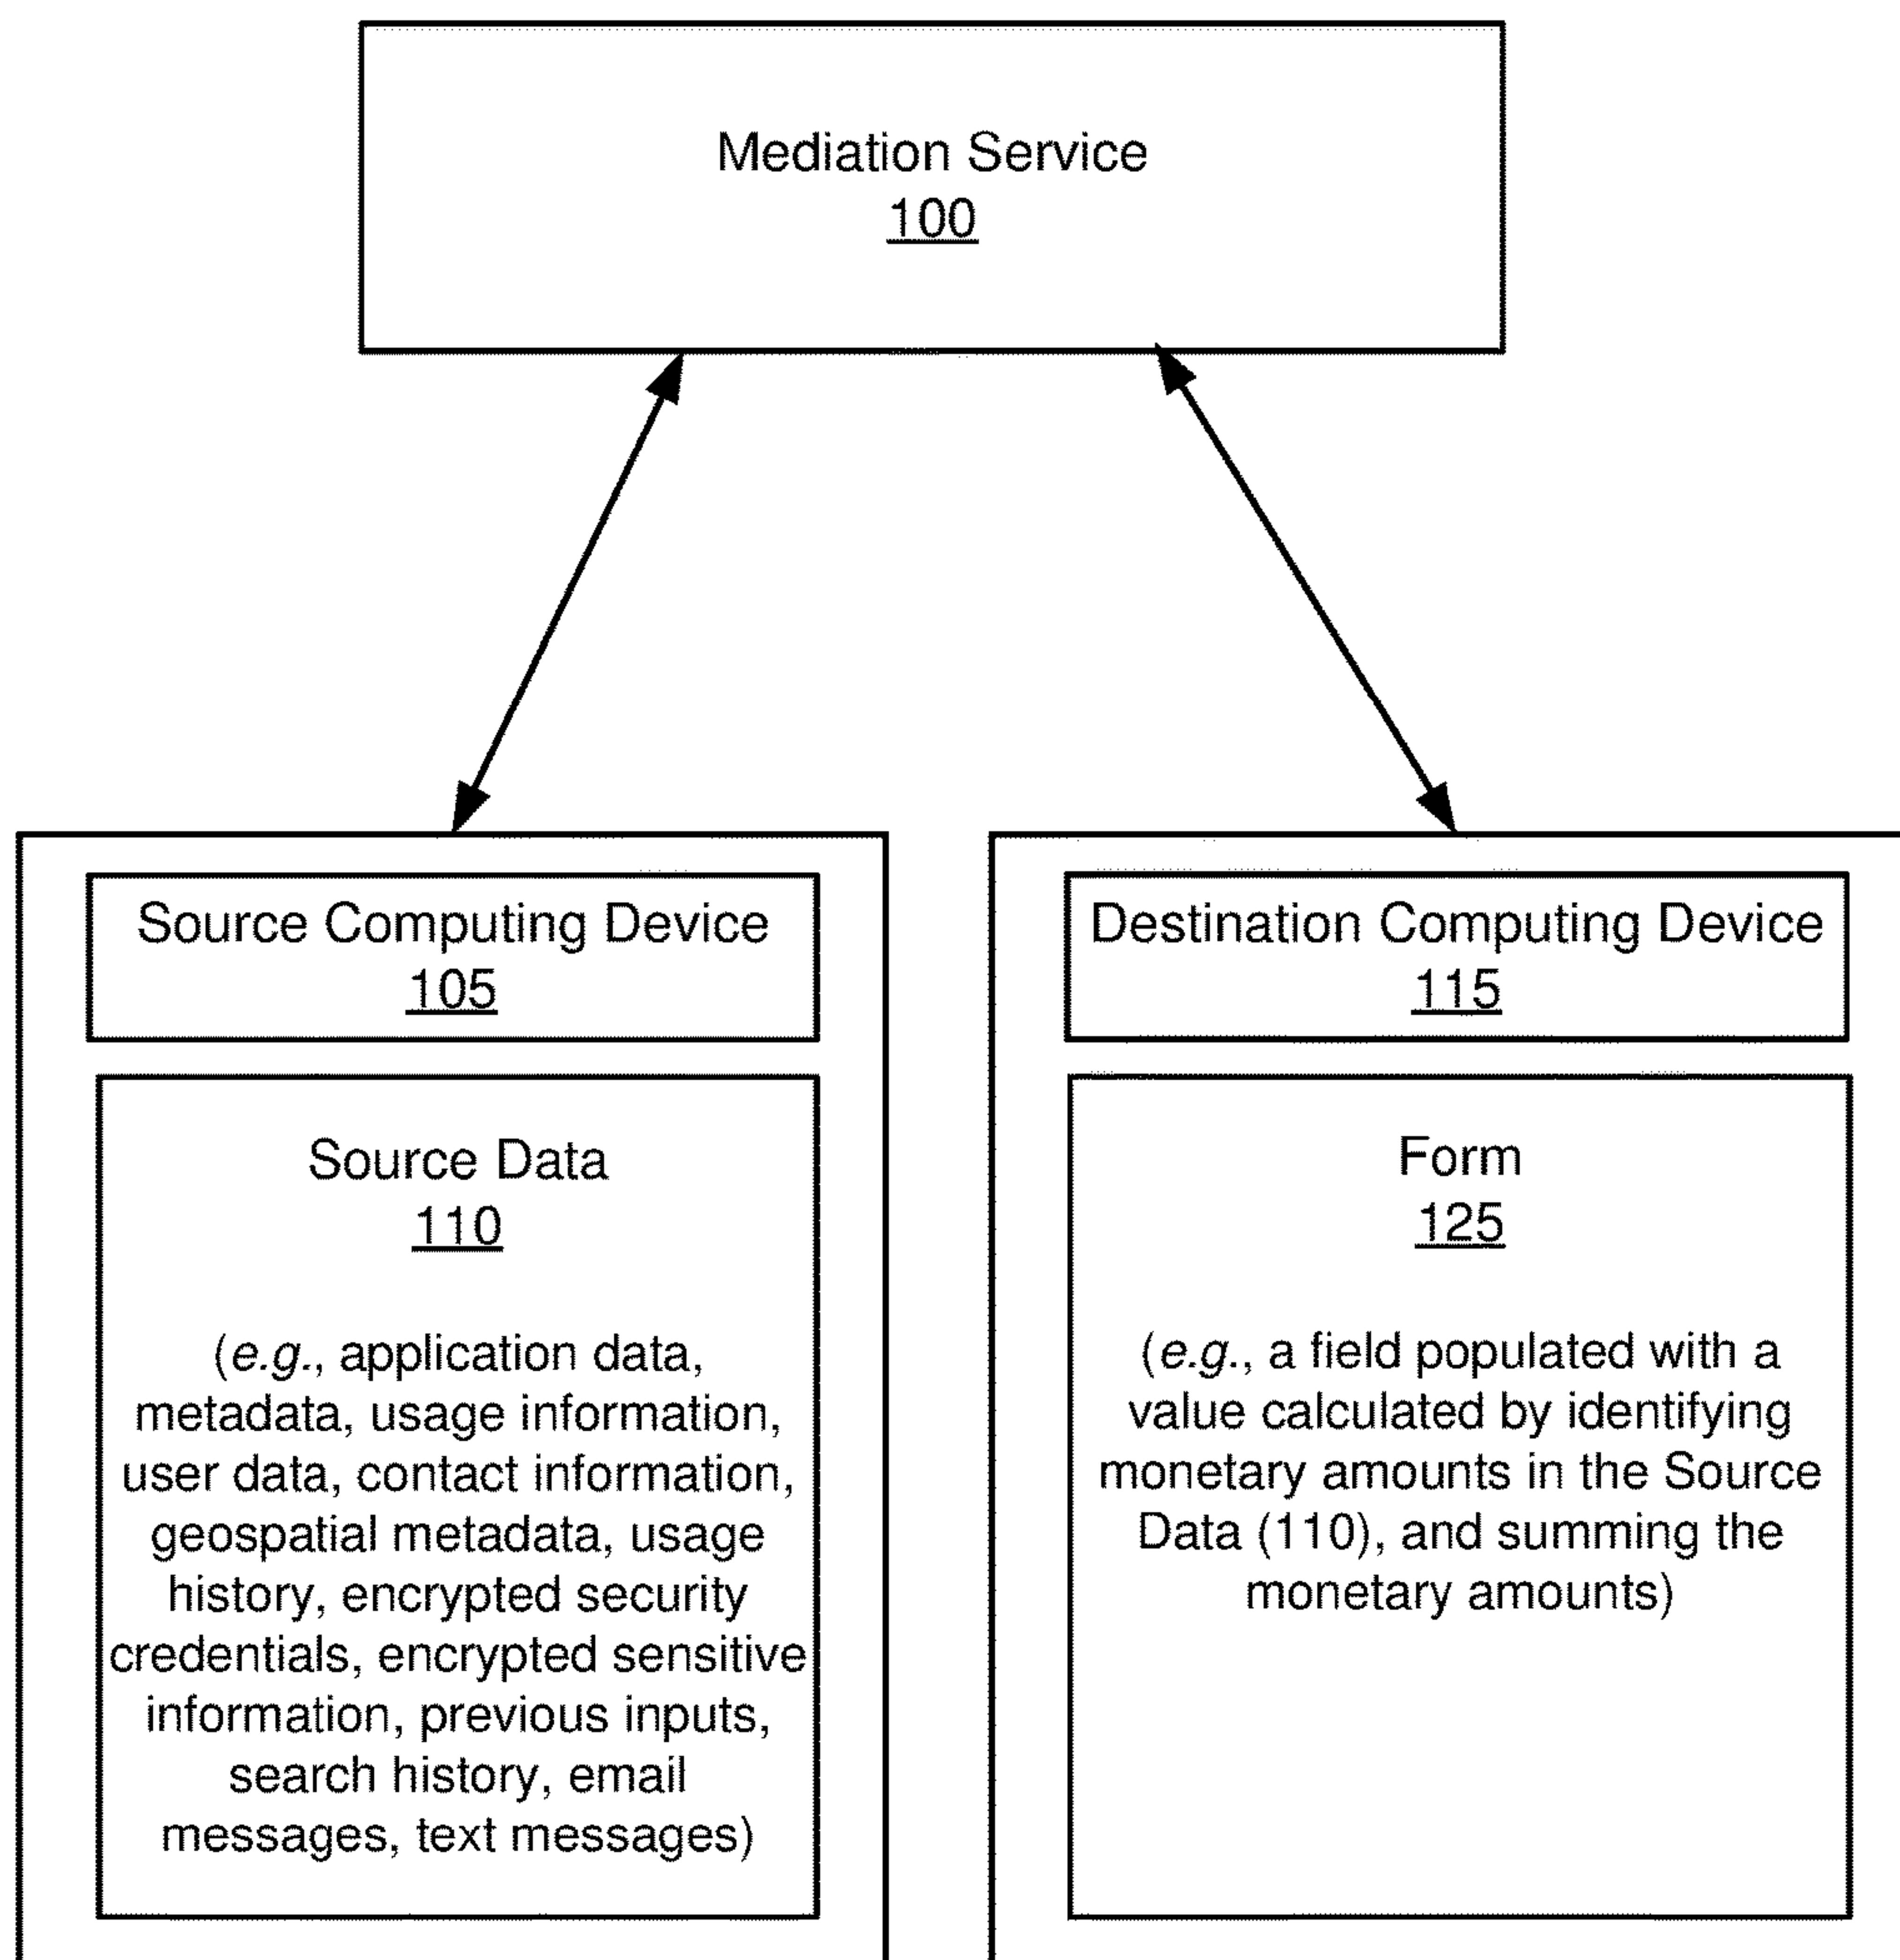 Mediation Service
100
Source Computing Device
105
Source Data
110
(e.g., application data,
metadata, usage information,
user data, contact information,
geospatial metadata, usage
history, encrypted security
credentials, encrypted sensitive
information, previous inputs,
search history, email
messages, text messages)
Destination Computing Device
115
Form
125
(e.g., a field populated with a
value calculated by identifying
monetary amounts in the Source
Data (110), and summing the
monetary amounts)